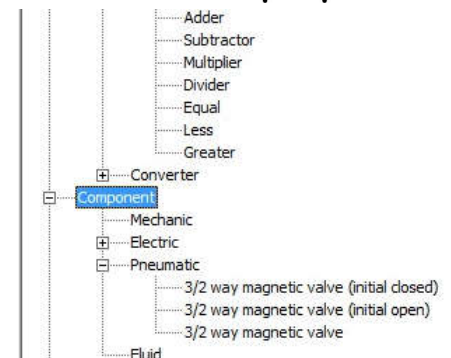 Adder
Subtractor
Multiplier
Divider
Equal
Less
Greater
Converter
Component
Mechanic
Electric
Pneumatic
3/2 way magnetic valve (initial closed)
3/2 way magnetic valve (initial open)
3/2 way magnetic valve
Fluid